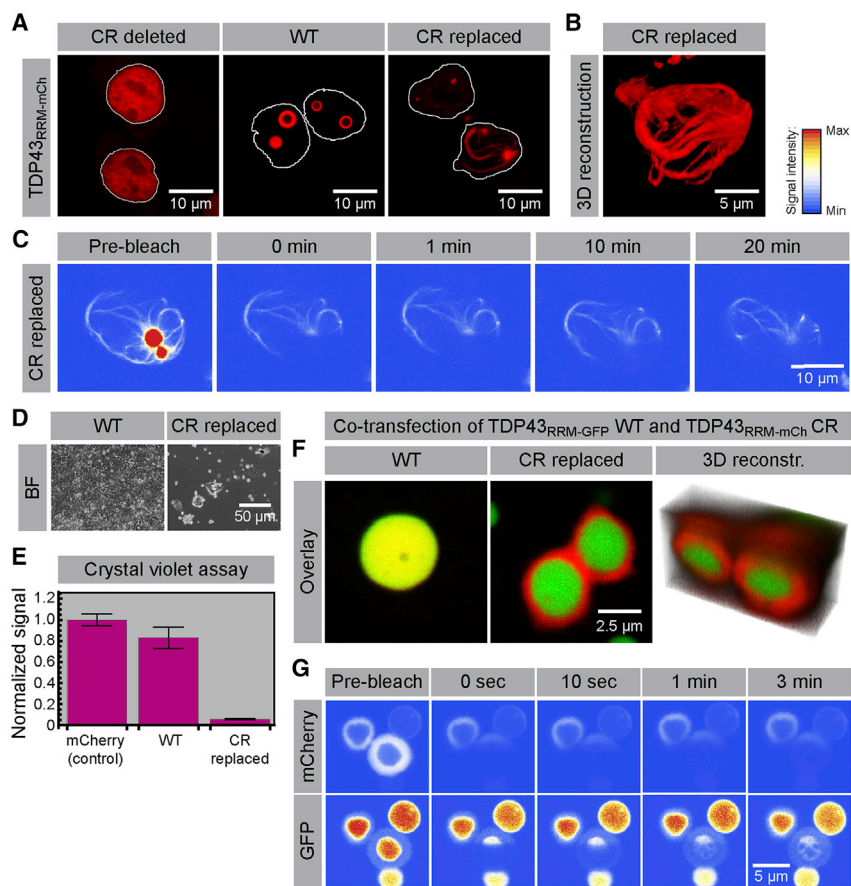 A
CR deleted
WT
CR replaced
TDP43RRM-mCh
10 µm
10 µm
10 µm
B
CR replaced
3D reconstruction
5 µm
Signal intensity:
Max
Min
C
Pre-bleach
0 min
1 min
10 min
20 min
CR replaced
10 µm
D
WT
CR replaced
BF
50 µm
E
Crystal violet assay
Normalized signal
1.2
1.0
0.8
0.6
0.4
0.2
0
mCherry
(control)
WT
CR
replaced
Co-transfection of TDP43RRM-GFP WT and TDP43RRM-mCh CR
F
WT
CR replaced
3D reconstr.
Overlay
2.5 µm
G
Pre-bleach
0 sec
10 sec
1 min
3 min
mCherry
GFP
5 µm